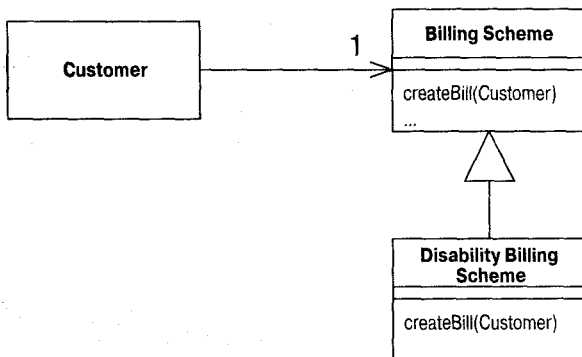 Customer
1
Billing Scheme
createBill(Customer)
...
Disability Billing
Scheme
createBill(Customer)